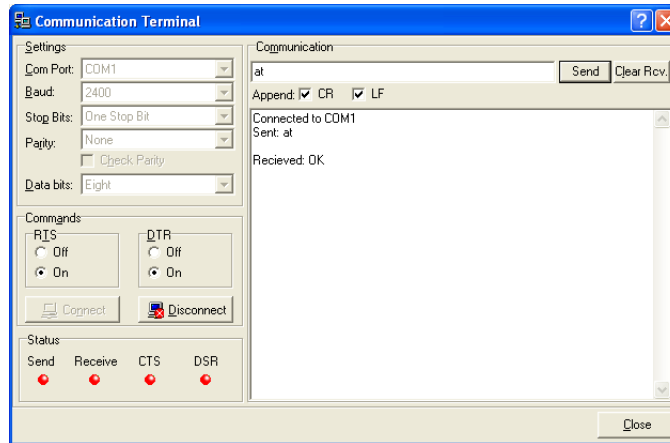 Communication Terminal
Settings
Com Port: COM1
Baud: 2400
Stop Bits: One Stop Bit
Parity: None
Check Parity
Data bits: Eight
Commands
RTS
Off
On
DTR
Off
On
Connect Disconnect
Status
Send Receive CTS DSR
Communication
at Send Clear Rcv.
Append: CR LF
Connected to COM1
Sent: at
Recieved: OK
Close